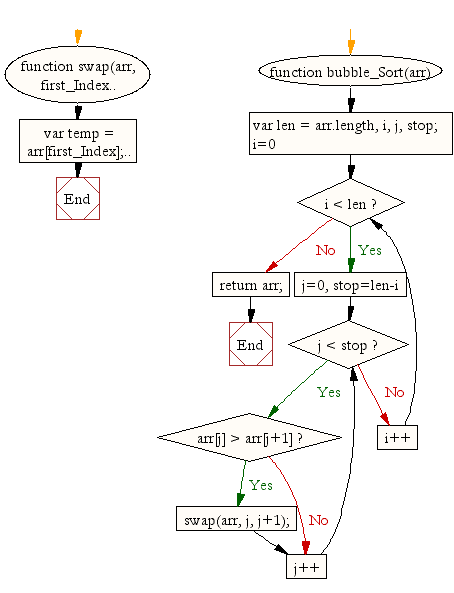 function swap(arr,
first_Index..
var temp =
arr[first_Index];..
End
function bubble_Sort(arr)
var len = arr.length, i, j, stop;
i=0
i < len ?
No
Yes
return arr;
j=0, stop=len-i
End
j < stop ?
Yes
No
arr[j] > arr[j+1] ?
i++
Yes
swap(arr, j, j+1);
No
j++